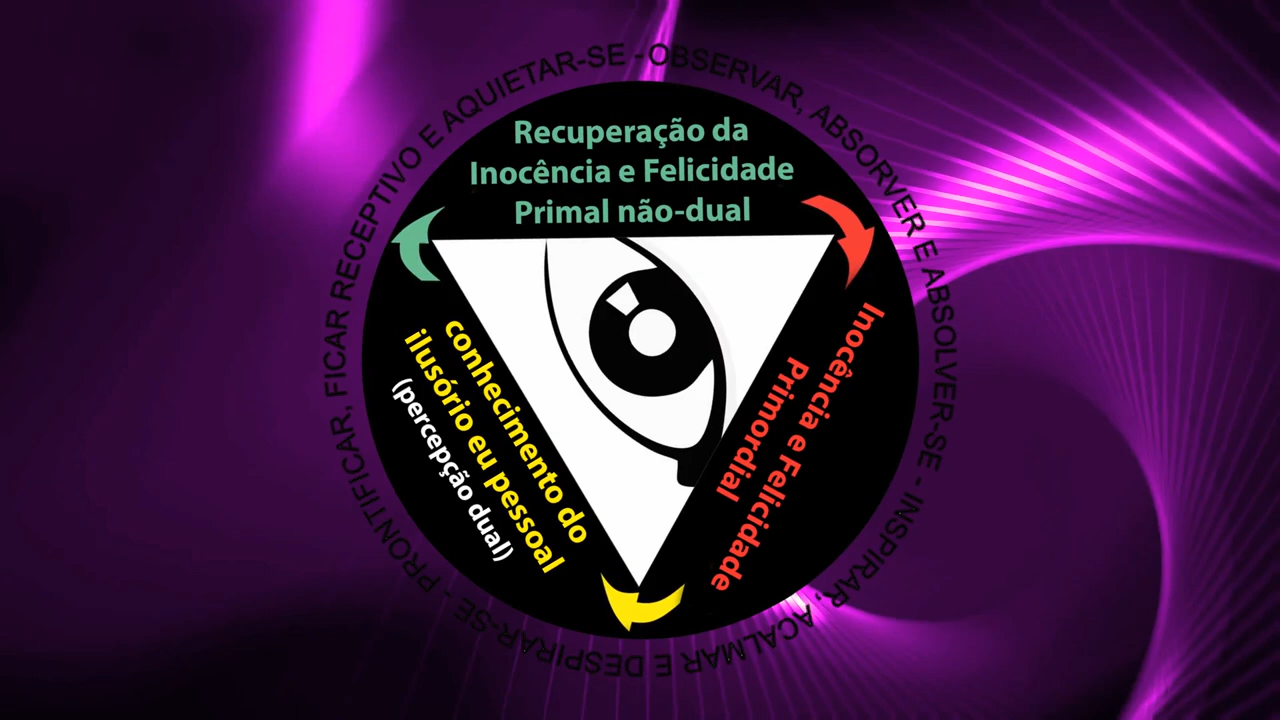 PRONTIFICAR, FICAR RECEPTIVO E AQUIETAR-SE - OBSERVAR, ABSORVER E ABSOLVER-SE - INSPIRAR, ACALMAR E DESPIRAR-SE -
Recuperação da
Inocência e Felicidade
Primal não-dual
Inocência e Felicidade
Primordial
conhecimento do
ilusório eu pessoal
(percepção dual)